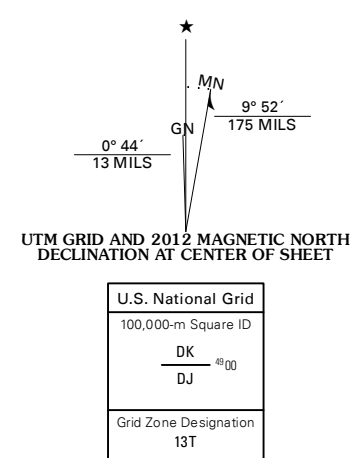 ★
MN
GN
9° 52´
175 MILS
0° 44´
13 MILS
UTM GRID AND 2012 MAGNETIC NORTH
DECLINATION AT CENTER OF SHEET
U.S. National Grid
100,000-m Square ID
DK
4900
DJ
Grid Zone Designation
13T